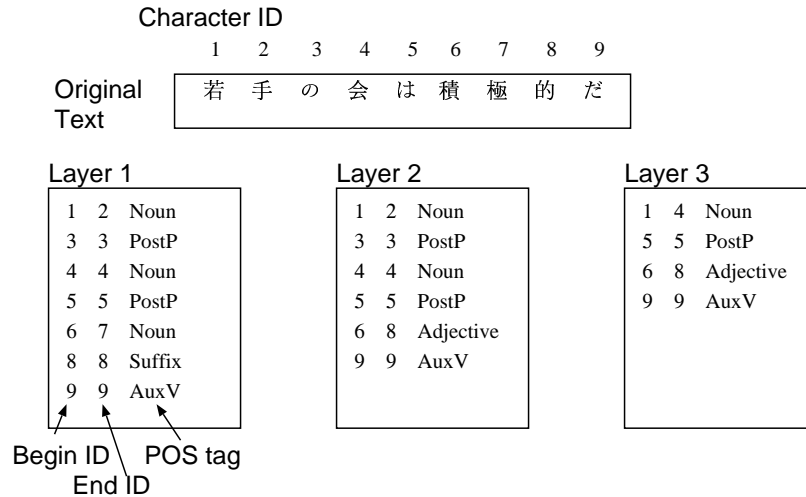 Character ID
1 2 3 4 5 6 7 8 9
Original Text
若 手 の 会 は 積 極 的 だ
Layer 1
1 2 Noun
3 3 PostP
4 4 Noun
5 5 PostP
6 7 Noun
8 8 Suffix
9 9 AuxV
Begin ID
End ID
POS tag
Layer 2
1 2 Noun
3 3 PostP
4 4 Noun
5 5 PostP
6 8 Adjective
9 9 AuxV
Layer 3
1 4 Noun
5 5 PostP
6 8 Adjective
9 9 AuxV